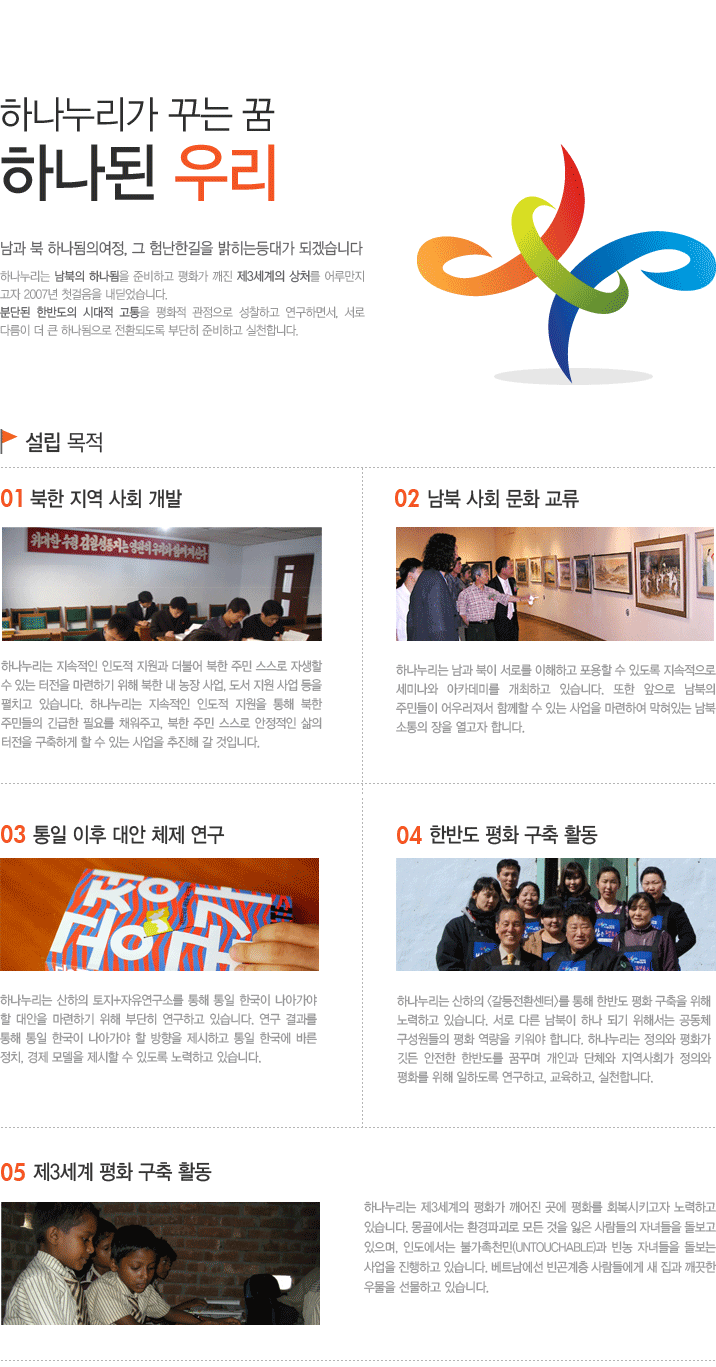 하나누리가 꾸는 꿈
하나된 우리
남과 북 하나됨의여정, 그 험난한길을 밝히는등대가 되겠습니다
하나누리는 남북의 하나됨을 준비하고 평화가 깨진 제3세계의 상처를 어루만지
고자 2007년 첫걸음을 내딛었습니다.
분단된 한반도의 시대적 고통을 평화적 관점으로 성찰하고 연구하면서, 서로
다름이 더 큰 하나됨으로 전환되도록 부단히 준비하고 실천합니다.
설립 목적
01 북한 지역 사회 개발
위대한 수령 김일성동지는 영원히 우리와 함께 계신다
하나누리는 지속적인 인도적 지원과 더불어 북한 주민 스스로 자생할
수 있는 터전을 마련하기 위해 북한 내 농장 사업, 도서 지원 사업 등을
펼치고 있습니다. 하나누리는 지속적인 인도적 지원을 통해 북한
주민들의 긴급한 필요를 채워주고, 북한 주민 스스로 안정적인 삶의
터전을 구축하게 할 수 있는 사업을 추진해 갈 것입니다.
02 남북 사회 문화 교류
하나누리는 남과 북이 서로를 이해하고 포용할 수 있도록 지속적으로
세미나와 아카데미를 개최하고 있습니다. 또한 앞으로 남북의
주민들이 어우러져서 함께할 수 있는 사업을 마련하여 막혀있는 남북
소통의 장을 열고자 합니다.
03 통일 이후 대안 체제 연구
하나누리는 산하의 토지+자유연구소를 통해 통일 한국이 나아가야
할 대안을 마련하기 위해 부단히 연구하고 있습니다. 연구 결과를
통해 통일 한국이 나아가야 할 방향을 제시하고 통일 한국에 바른
정치, 경제 모델을 제시할 수 있도록 노력하고 있습니다.
04 한반도 평화 구축 활동
하나누리는 산하의 <갈등전환센터>를 통해 한반도 평화 구축을 위해
노력하고 있습니다. 서로 다른 남북이 하나 되기 위해서는 공동체
구성원들의 평화 역량을 키워야 합니다. 하나누리는 정의와 평화가
깃든 안전한 한반도를 꿈꾸며 개인과 단체와 지역사회가 정의와
평화를 위해 일하도록 연구하고, 교육하고, 실천합니다.
05 제3세계 평화 구축 활동
하나누리는 제3세계의 평화가 깨어진 곳에 평화를 회복시키고자 노력하고
있습니다. 몽골에서는 환경파괴로 모든 것을 잃은 사람들의 자녀들을 돌보고
있으며, 인도에서는 불가촉천민(UNTOUCHABLE)과 빈농 자녀들을 돌보는
사업을 진행하고 있습니다. 베트남에선 빈곤계층 사람들에게 새 집과 깨끗한
우물을 선물하고 있습니다.